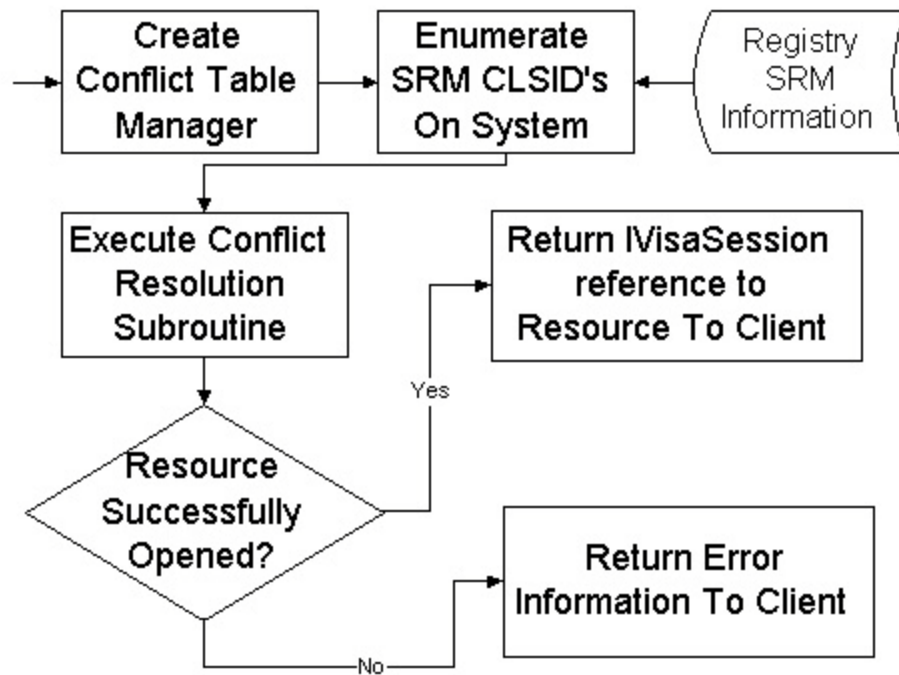 Create
Conflict Table
Manager
Enumerate
SRM CLSID's
On System
Registry
SRM
Information
Execute Conflict
Resolution
Subroutine
Return IVisaSession
reference to
Resource To Client
Yes
Resource
Successfully
Opened?
Return Error
Information To Client
No